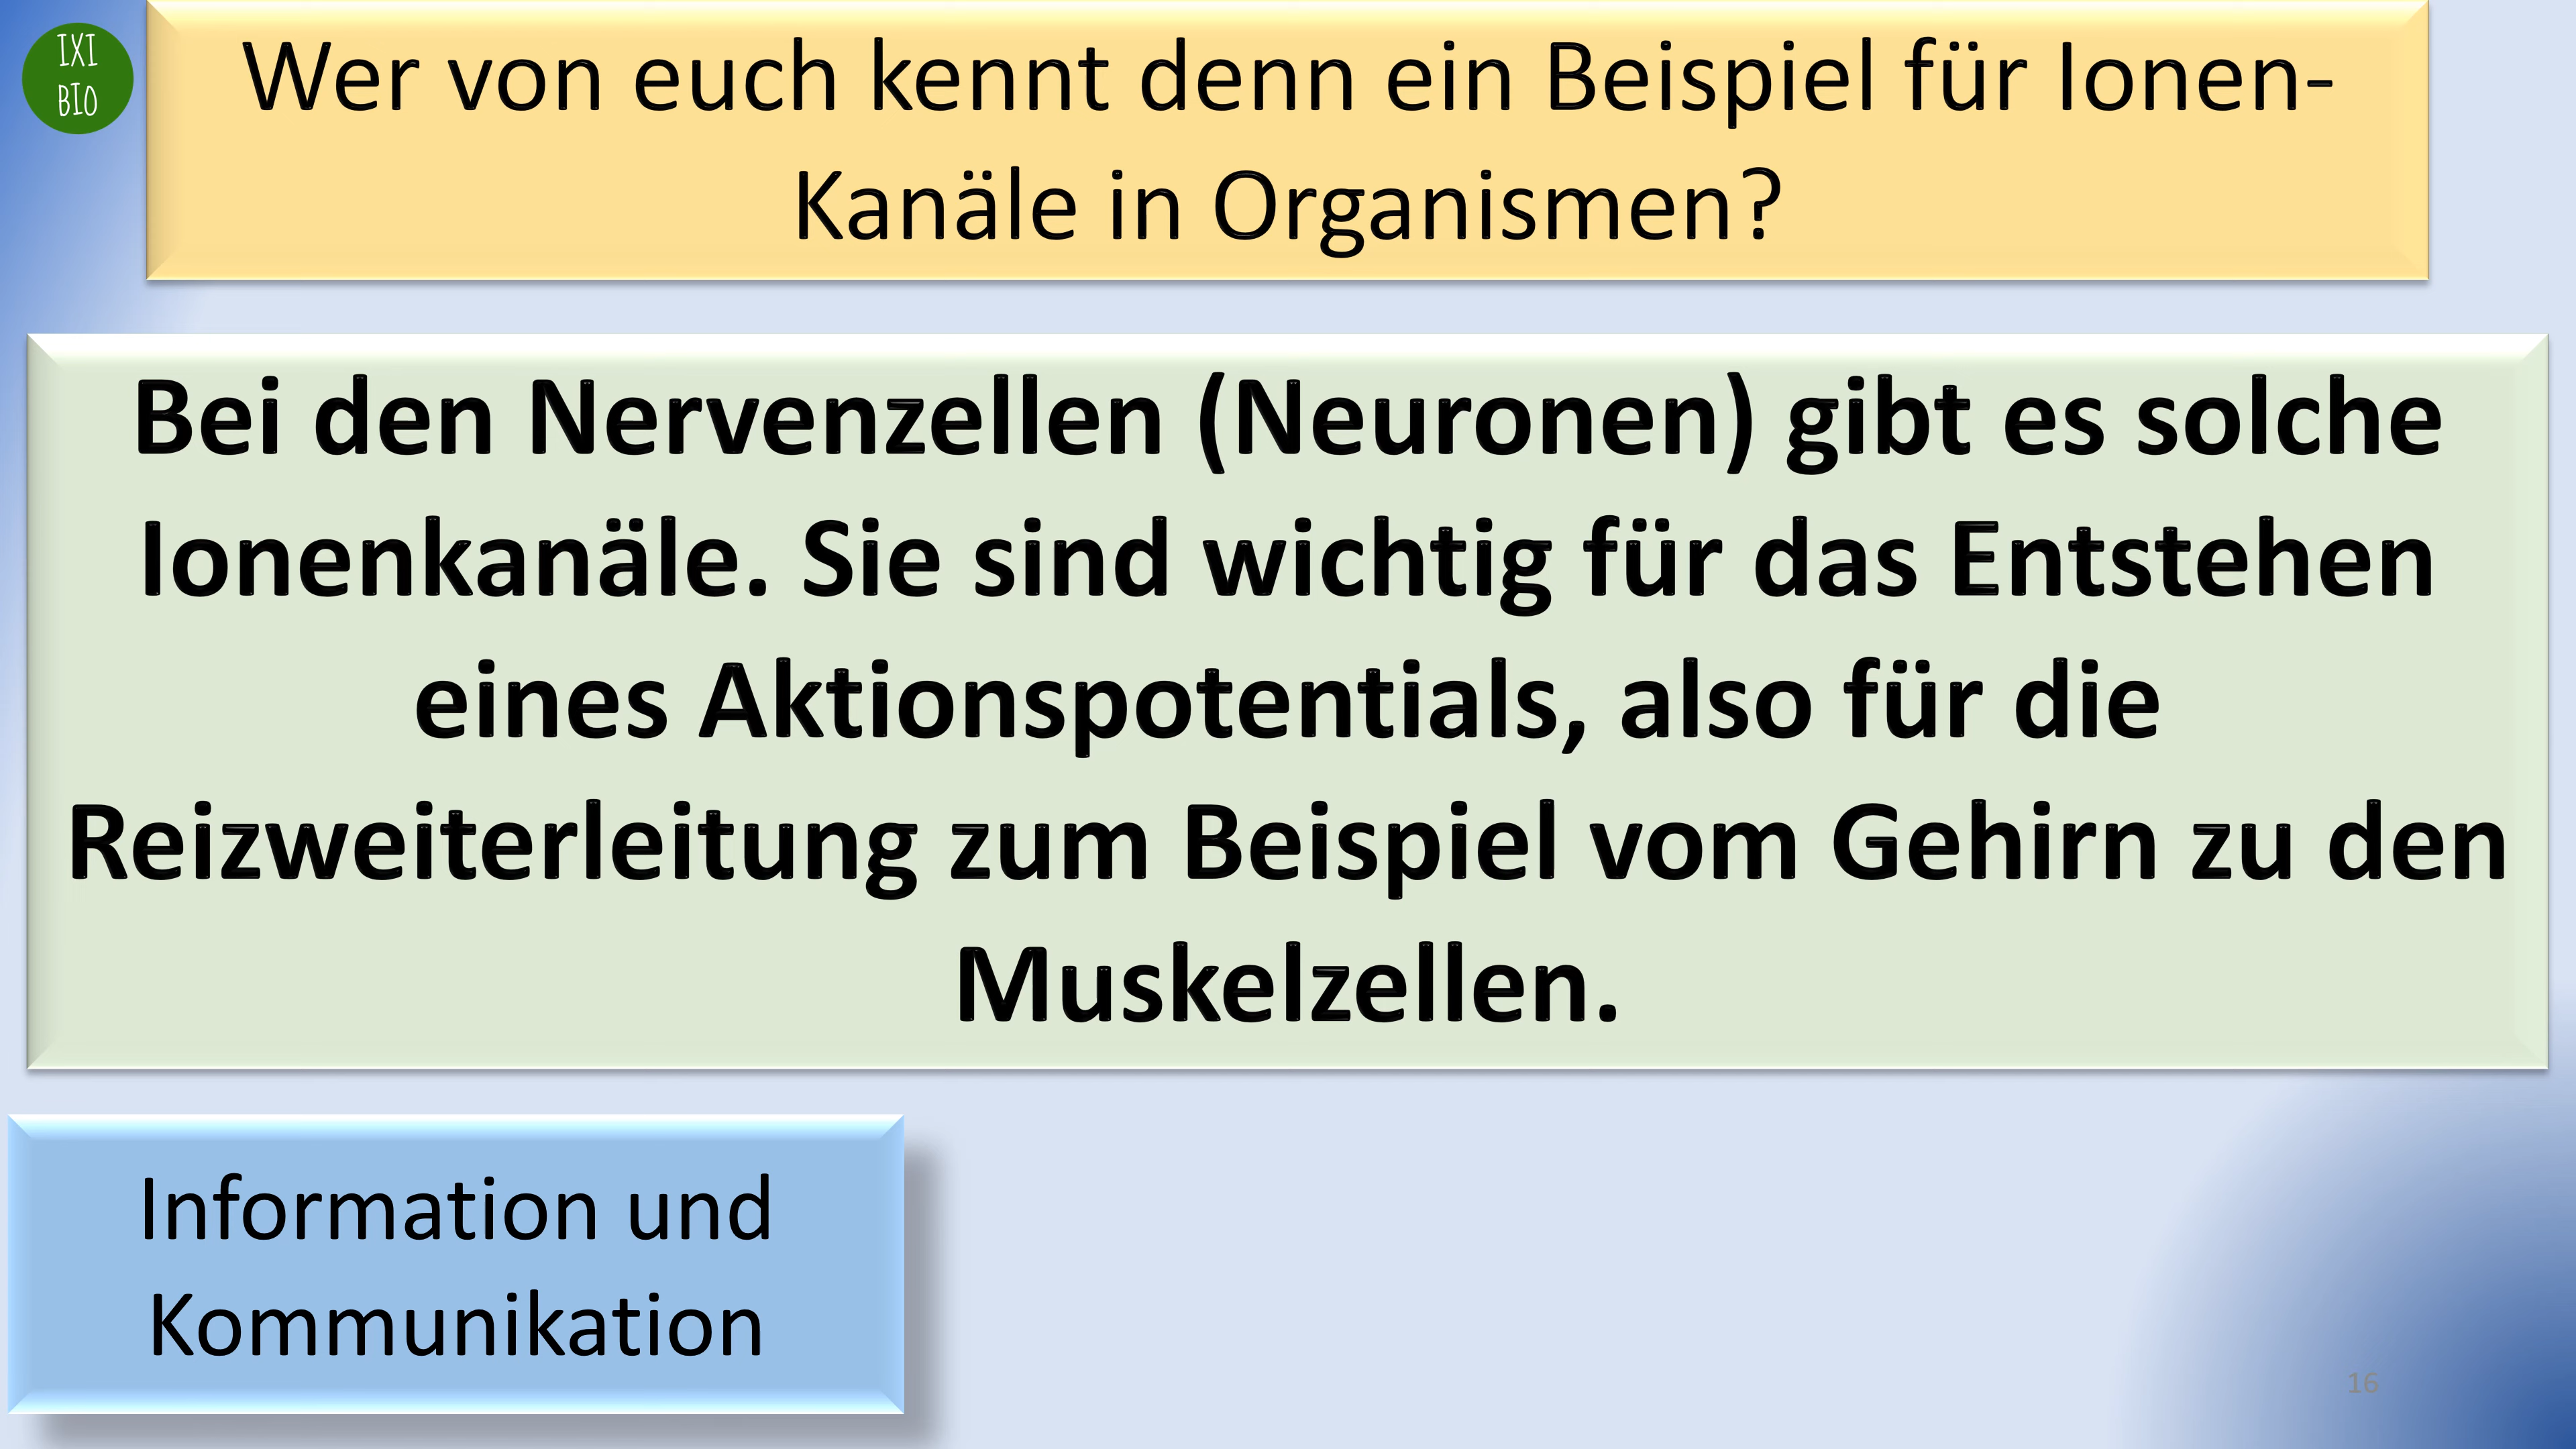 IXI
BIO
Wer von euch kennt denn ein Beispiel für Ionen-
Kanäle in Organismen?
Bei den Nervenzellen (Neuronen) gibt es solche
Ionenkanäle. Sie sind wichtig für das Entstehen
eines Aktionspotentials, also für die
Reizweiterleitung zum Beispiel vom Gehirn zu den
Muskelzellen.
Information und
Kommunikation
16